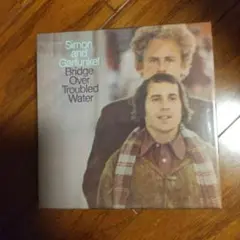 Simon
and
Garfunkel
Bridge
Over
Troubled
Water